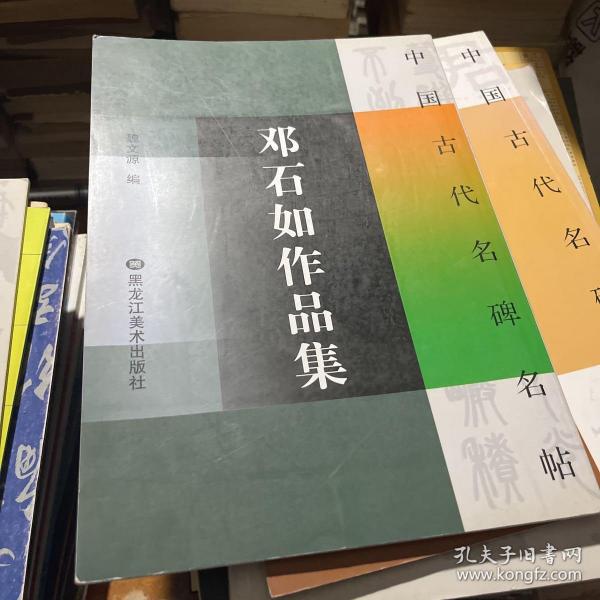 中国古代名碑名帖
邓石如作品集
魏文源 编
黑龙江美术出版社
中国古代名碑
孔夫子旧书网
www.kongfz.com